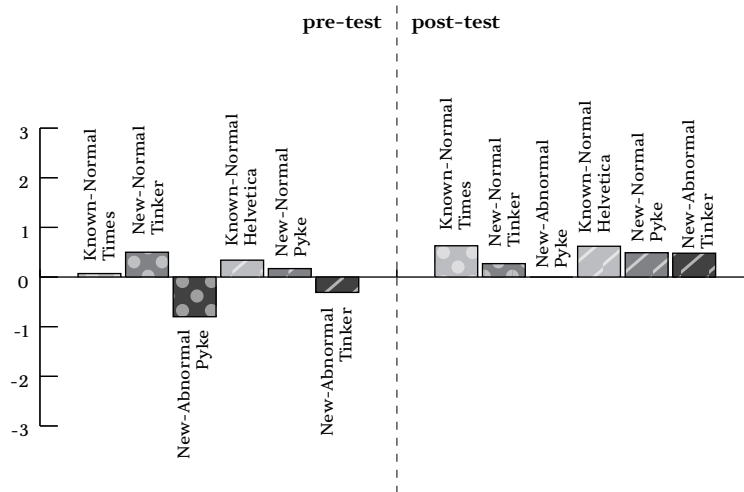 pre-test
post-test
3
2
1
0
-1
-2
-3
Known-Normal
Times
New-Normal
Tinker
New-Abnormal
Pyke
Known-Normal
Helvetica
New-Normal
Pyke
New-Abnormal
Tinker
Known-Normal
Times
New-Normal
Tinker
New-Abnormal
Pyke
Known-Normal
Helvetica
New-Normal
Pyke
New-Abnormal
Tinker